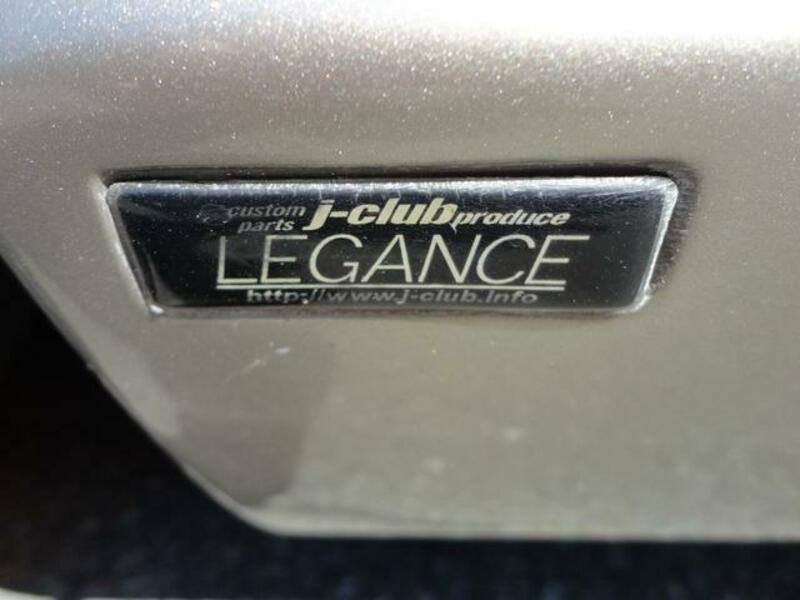 custom parts j-club produce
LEGANCE
http://www.j-club.info